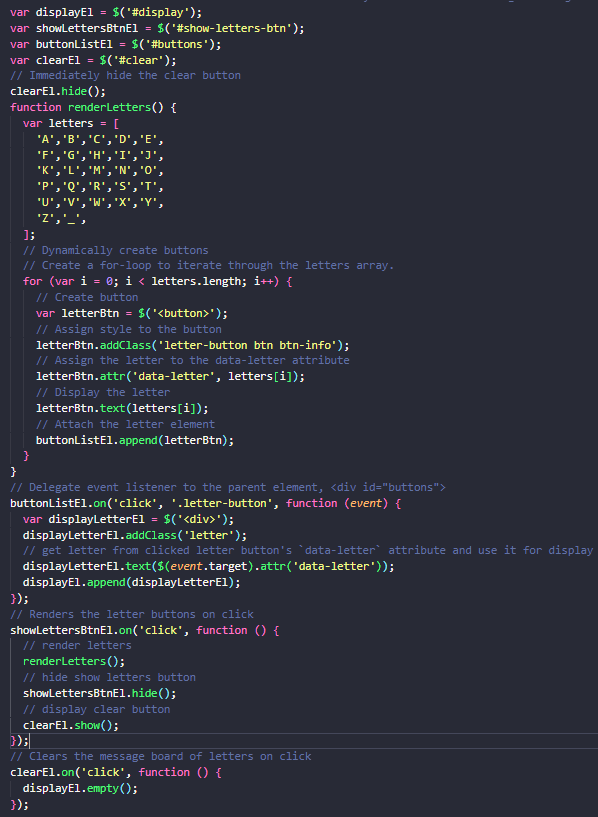 var displayEl = $('#display');
var showLettersBtnEl = $('#show-letters-btn');
var buttonListEl = $('#buttons');
var clearEl = $('#clear');
// Immediately hide the clear button
clearEl.hide();
function renderLetters() {
  var letters = [
    'A','B','C','D','E',
    'F','G','H','I','J',
    'K','L','M','N','O',
    'P','Q','R','S','T',
    'U','V','W','X','Y',
    'Z','_',
  ];
  // Dynamically create buttons
  // Create a for-loop to iterate through the letters array.
  for (var i = 0; i < letters.length; i++) {
    // Create button
    var letterBtn = $('<button>');
    // Assign style to the button
    letterBtn.addClass('letter-button btn btn-info');
    // Assign the letter to the data-letter attribute
    letterBtn.attr('data-letter', letters[i]);
    // Display the letter
    letterBtn.text(letters[i]);
    // Attach the letter element
    buttonListEl.append(letterBtn);
  }
}
// Delegate event listener to the parent element, <div id="buttons">
buttonListEl.on('click', '.letter-button', function (event) {
  var displayLetterEl = $('<div>');
  displayLetterEl.addClass('letter');
  // get letter from clicked letter button's `data-letter` attribute and use it for display
  displayLetterEl.text($(event.target).attr('data-letter'));
  displayEl.append(displayLetterEl);
});
// Renders the letter buttons on click
showLettersBtnEl.on('click', function () {
  // render letters
  renderLetters();
  // hide show letters button
  showLettersBtnEl.hide();
  // display clear button
  clearEl.show();
});
// Clears the message board of letters on click
clearEl.on('click', function () {
  displayEl.empty();
});